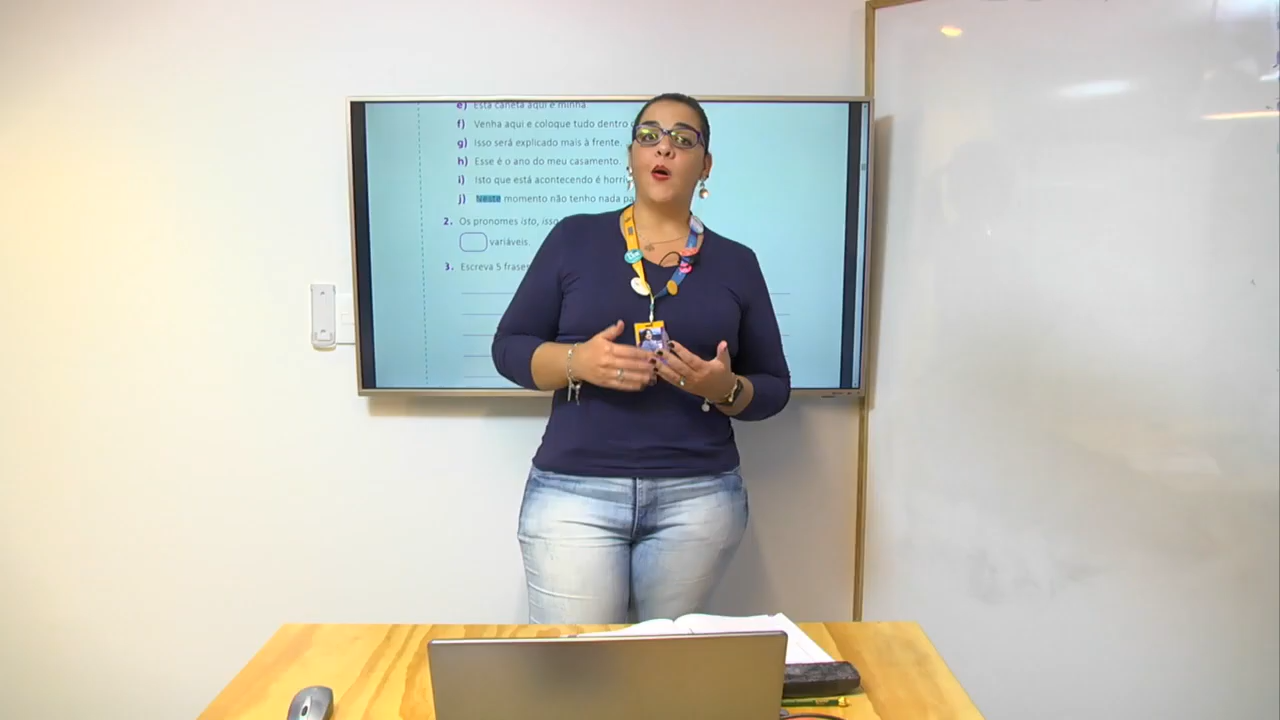 e) Esta caneta aqui é minha
f) Venha aqui e coloque tudo dentro
g) Isso será explicado mais à frente.
h) Esse é o ano do meu casamento.
i) Isto que está acontecendo é
j) Neste momento não tenho nada
2. Os pronomes isto, isso
variáveis.
3. Escreva 5 frases